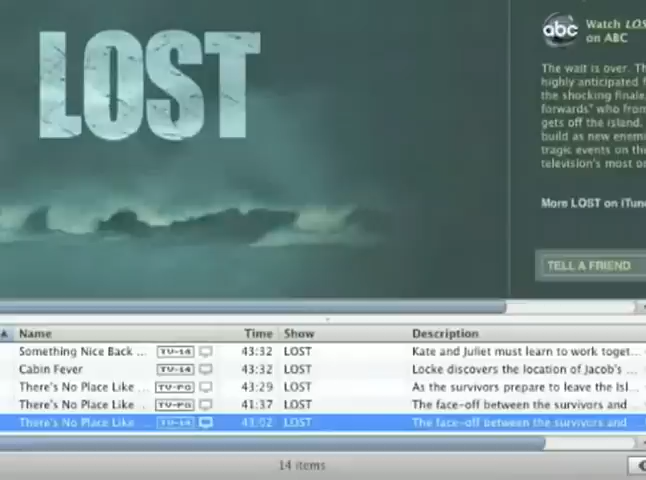 LOST
abc
Watch LOS
on ABC
The wait is over. Th
highly anticipated f
the shocking finale
forwards" who from
gets off the island.
build as new enemi
tragic events on the
television's most or
More LOST on iTun
TELL A FRIEND
Name Time Show Description
Something Nice Back ... TV-14 43:32 LOST Kate and Juliet must learn to work toget...
Cabin Fever TV-14 43:32 LOST Locke discovers the location of Jacob's ...
There's No Place Like ... TV-PG 43:29 LOST As the survivors prepare to leave the Isl...
There's No Place Like ... TV-PG 41:37 LOST The face-off between the survivors and
There's No Place Like ... TV-14 43:02 LOST The face-off between the survivors and
14 items